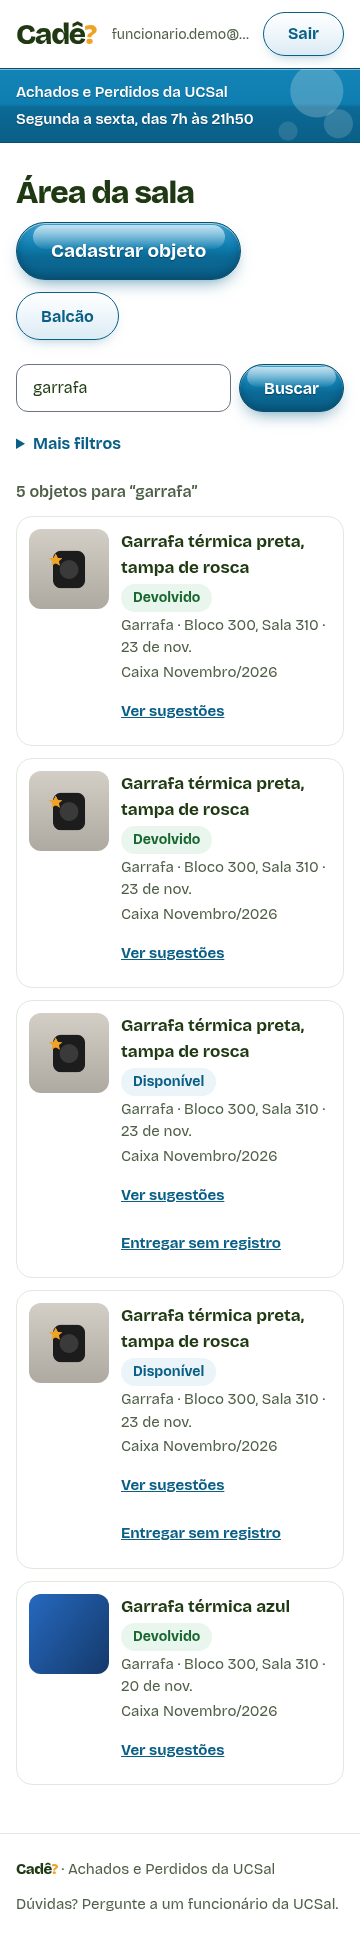 Cadê? funcionario.demo@... Sair
Achados e Perdidos da UCSal
Segunda a sexta, das 7h às 21h50
Área da sala
Cadastrar objeto
Balcão
garrafa Buscar
Mais filtros
5 objetos para “garrafa”
Garrafa térmica preta,
tampa de rosca
Devolvido
Garrafa · Bloco 300, Sala 310 ·
23 de nov.
Caixa Novembro/2026
Ver sugestões
Garrafa térmica preta,
tampa de rosca
Devolvido
Garrafa · Bloco 300, Sala 310 ·
23 de nov.
Caixa Novembro/2026
Ver sugestões
Garrafa térmica preta,
tampa de rosca
Disponível
Garrafa · Bloco 300, Sala 310 ·
23 de nov.
Caixa Novembro/2026
Ver sugestões
Entregar sem registro
Garrafa térmica preta,
tampa de rosca
Disponível
Garrafa · Bloco 300, Sala 310 ·
23 de nov.
Caixa Novembro/2026
Ver sugestões
Entregar sem registro
Garrafa térmica azul
Devolvido
Garrafa · Bloco 300, Sala 310 ·
20 de nov.
Caixa Novembro/2026
Ver sugestões
Cadê? · Achados e Perdidos da UCSal
Dúvidas? Pergunte a um funcionário da UCSal.